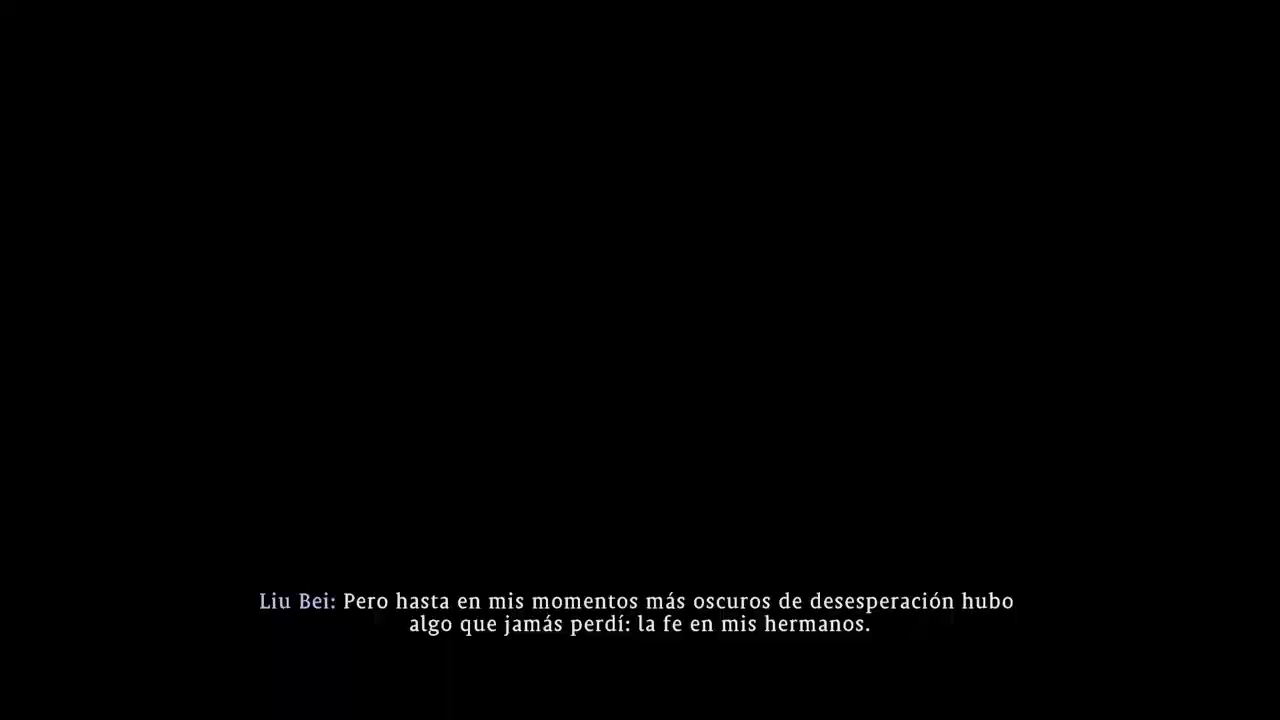 Liu Bei: Pero hasta en mis momentos más oscuros de desesperación hubo
algo que jamás perdí: la fe en mis hermanos.